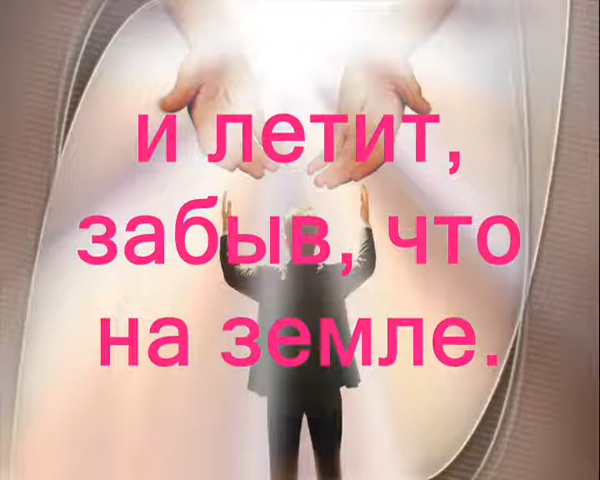 и летит,
забыв, что
на земле.